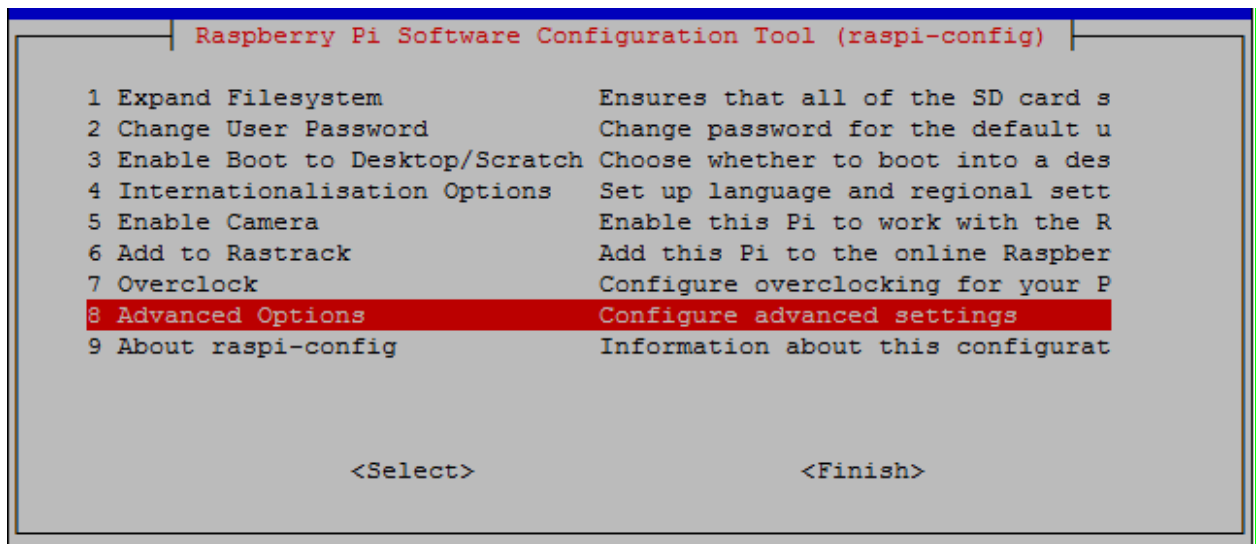 Raspberry Pi Software Configuration Tool (raspi-config)
1 Expand Filesystem Ensures that all of the SD card s
2 Change User Password Change password for the default u
3 Enable Boot to Desktop/Scratch Choose whether to boot into a des
4 Internationalisation Options Set up language and regional sett
5 Enable Camera Enable this Pi to work with the R
6 Add to Rastrack Add this Pi to the online Raspber
7 Overclock Configure overclocking for your P
8 Advanced Options Configure advanced settings
9 About raspi-config Information about this configurat
<Select> <Finish>